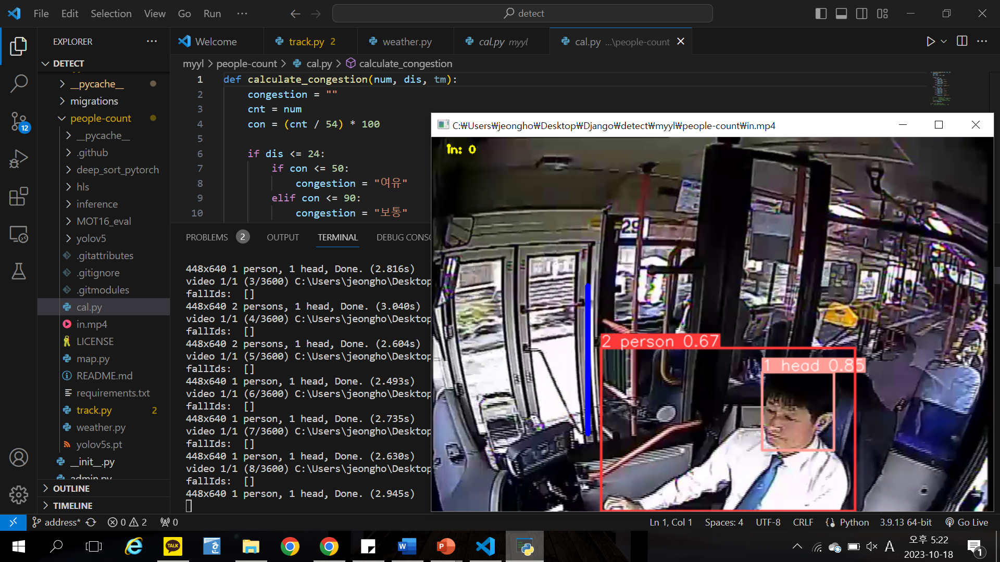 File Edit Selection View Go Run ···
detect
EXPLORER ···
Welcome
track.py 2
weather.py
cal.py myyl
cal.py ...\people-count
DETECT
__pycache__
migrations
people-count
__pycache__
.github
deep_sort_pytorch
hls
inference
MOT16_eval
yolov5
.gitattributes
.gitignore
.gitmodules
cal.py
in.mp4
LICENSE
map.py
README.md
requirements.txt
track.py 2
weather.py
yolov5s.pt
__init__.py
admin.py
OUTLINE
TIMELINE
12
myyl > people-count > cal.py > calculate_congestion
1 def calculate_congestion(num, dis, tm):
2 congestion = ""
3 cnt = num
4 con = (cnt / 54) * 100
5
6 if dis <= 24:
7 if con <= 50:
8 congestion = "여유"
9 elif con <= 90:
10 congestion = "보통"
PROBLEMS 2 OUTPUT TERMINAL DEBUG CONSO
448x640 1 person, 1 head, Done. (2.816s)
video 1/1 (3/3600) C:\Users\jeongho\Desktop
fallIds: []
448x640 2 persons, 1 head, Done. (3.040s)
video 1/1 (4/3600) C:\Users\jeongho\Desktop
fallIds: []
448x640 2 persons, 1 head, Done. (2.604s)
video 1/1 (5/3600) C:\Users\jeongho\Desktop
fallIds: []
448x640 1 person, 1 head, Done. (2.493s)
video 1/1 (6/3600) C:\Users\jeongho\Desktop
fallIds: []
448x640 1 person, 1 head, Done. (2.735s)
video 1/1 (7/3600) C:\Users\jeongho\Desktop
fallIds: []
448x640 1 person, 1 head, Done. (2.630s)
video 1/1 (8/3600) C:\Users\jeongho\Desktop
fallIds: []
448x640 1 person, 1 head, Done. (2.945s)
C:₩Users₩jeongho₩Desktop₩Django₩detect₩myyl₩people-count₩in.mp4
In: 0
29
2 person 0.67
1 head 0.85
address* 0 2 0
Ln 1, Col 1 Spaces: 4 UTF-8 CRLF Python 3.9.13 64-bit Go Live
TALK
W
P
A
오후 5:22
2023-10-18
1